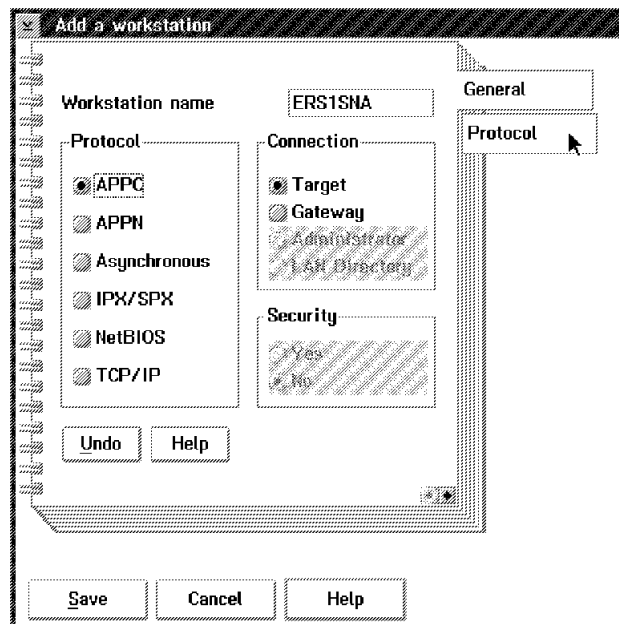 Add a workstation
General
Protocol
Workstation name ERS1SNA
Protocol
APPC
APPN
Asynchronous
IPX/SPX
NetBIOS
TCP/IP
Connection
Target
Gateway
Administrator
LAN Directory
Security
Yes
No
Undo Help
Save Cancel Help